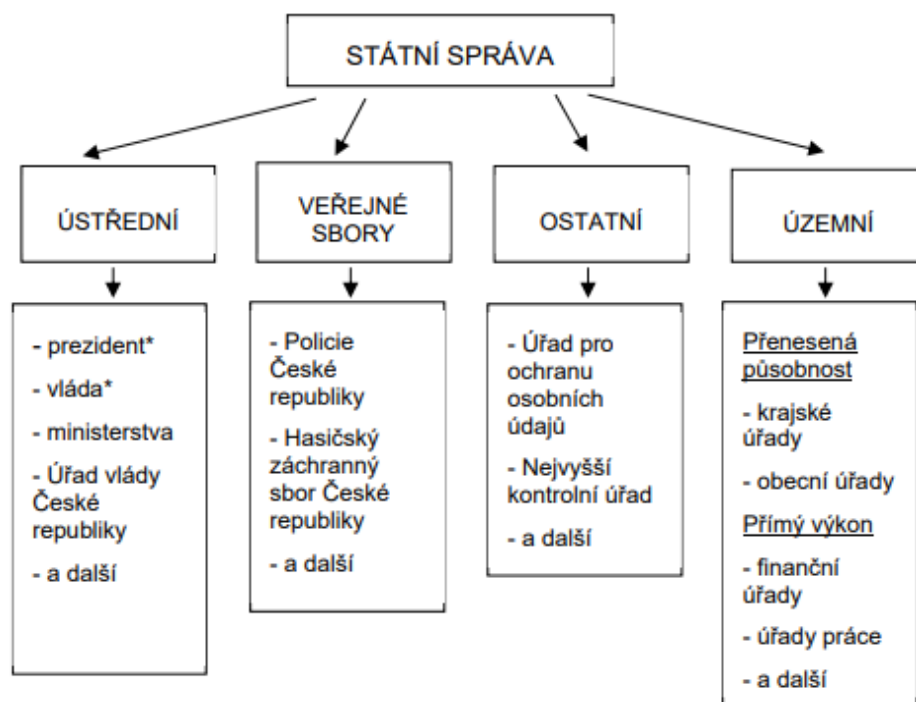 STÁTNÍ SPRÁVA
ÚSTŘEDNÍ
- prezident*
- vláda*
- ministerstva
- Úřad vlády
České
republiky
- a další
VEŘEJNÉ
SBORY
- Policie
České
republiky
- Hasičský
záchranný
sbor České
republiky
- a další
OSTATNÍ
- Úřad pro
ochranu
osobních
údajů
- Nejvyšší
kontrolní úřad
- a další
ÚZEMNÍ
Přenesená
působnost
- krajské
úřady
- obecní úřady
Přímý výkon
- finanční
úřady
- úřady práce
- a další